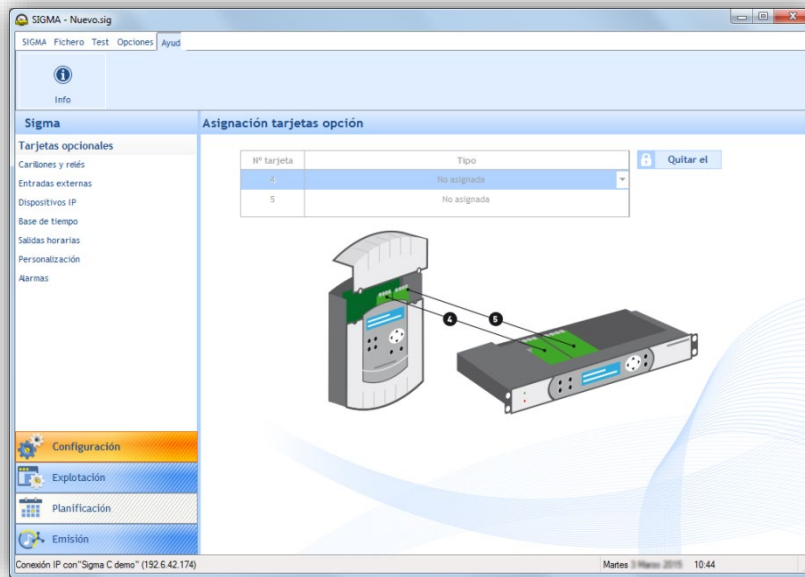 SIGMA - Nuevo.sig
SIGMA Fichero Test Opciones Ayud
Info
Sigma
Asignación tarjetas opción
Tarjetas opcionales
Carillones y relés
Entradas externas
Dispositivos IP
Base de tiempo
Salidas horarias
Personalización
Alarmas
Nº tarjeta Tipo
4 No asignada
5 No asignada
Quitar el
4 5
Configuración
Explotación
Planificación
Emisión
Conexión IP con"Sigma C demo" (192.6.42.174)
Martes 3 Marzo 2015 10:44